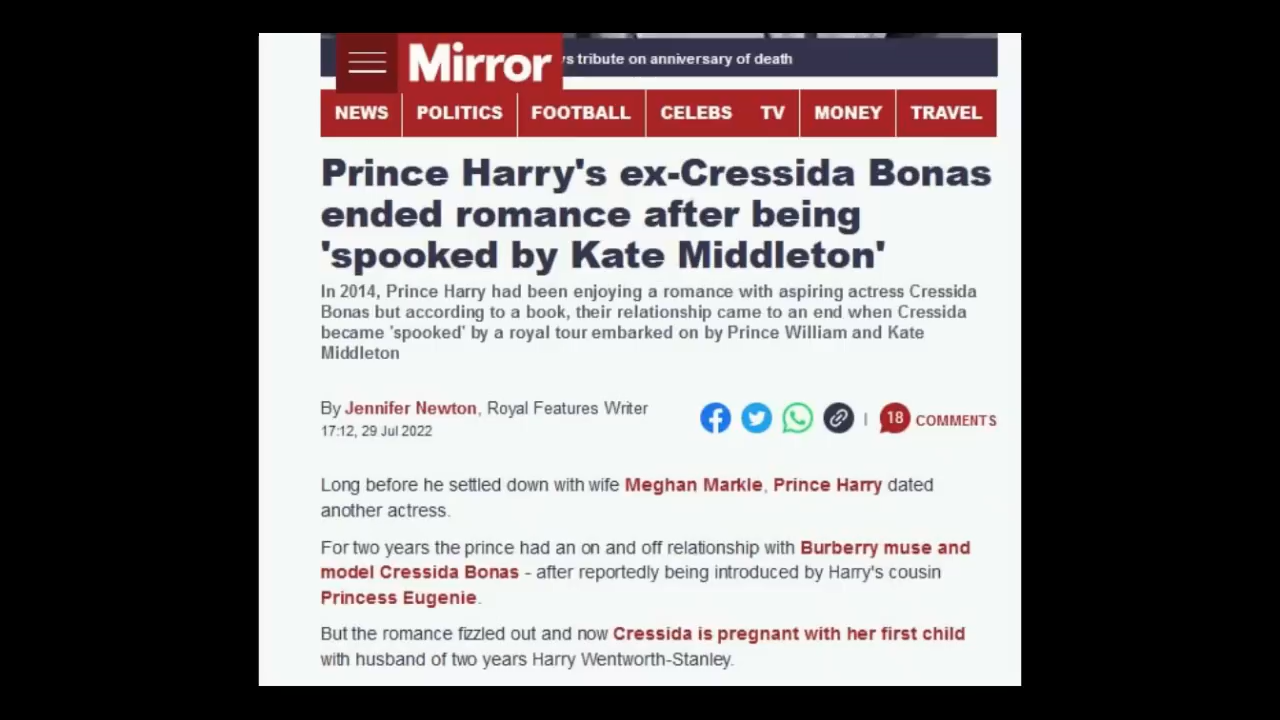 Mirror
s tribute on anniversary of death
NEWS POLITICS FOOTBALL CELEBS TV MONEY TRAVEL
Prince Harry's ex-Cressida Bonas
ended romance after being
'spooked by Kate Middleton'
In 2014, Prince Harry had been enjoying a romance with aspiring actress Cressida
Bonas but according to a book, their relationship came to an end when Cressida
became 'spooked' by a royal tour embarked on by Prince William and Kate
Middleton
By Jennifer Newton, Royal Features Writer
17:12, 29 Jul 2022
18 COMMENTS
Long before he settled down with wife Meghan Markle, Prince Harry dated
another actress.
For two years the prince had an on and off relationship with Burberry muse and
model Cressida Bonas - after reportedly being introduced by Harry's cousin
Princess Eugenie.
But the romance fizzled out and now Cressida is pregnant with her first child
with husband of two years Harry Wentworth-Stanley.